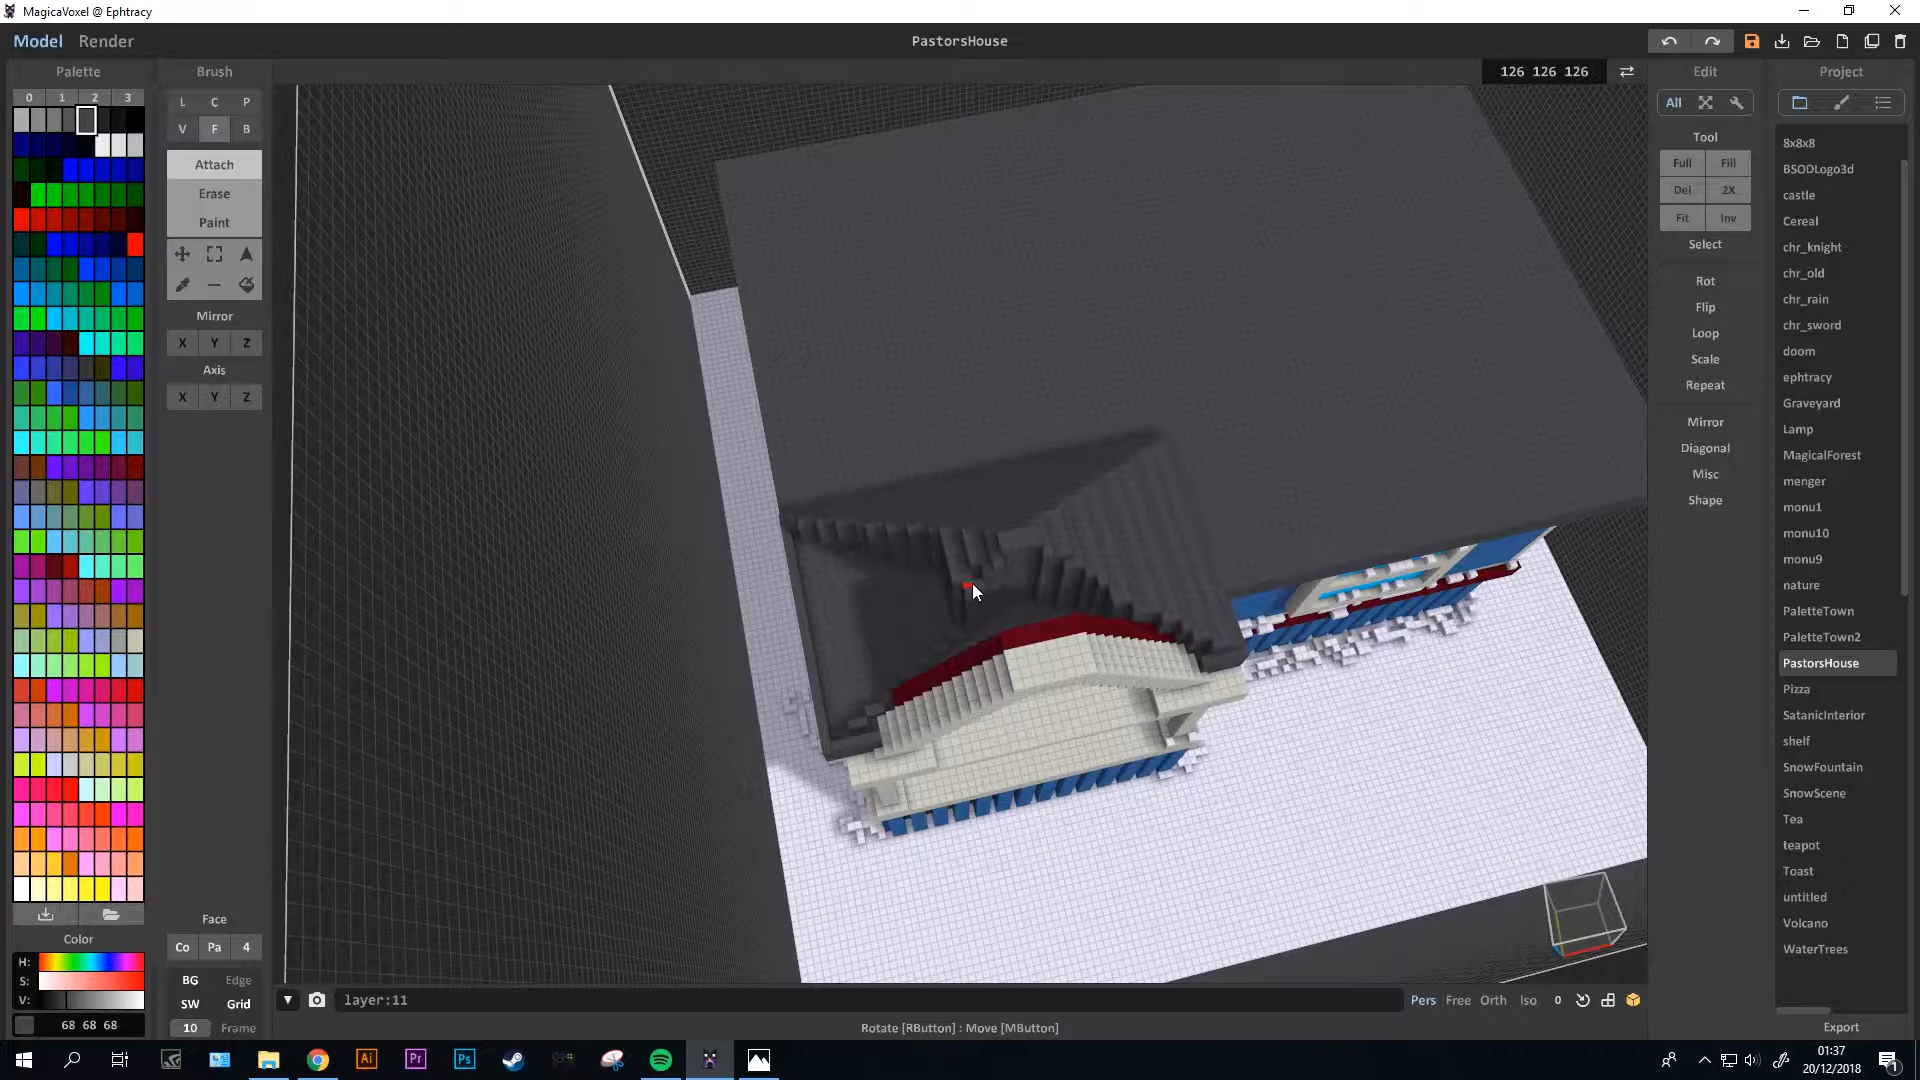 MagicaVoxel @ Ephtracy
Model Render
PastorsHouse
Palette
Brush
126 126 126
Edit
Project
0 1 2 3
L C P
V F B
Attach
Erase
Paint
Mirror
X Y Z
Axis
X Y Z
Face
Co Pa 4
BG Edge
SW Grid
10 Frame
Color
H:
S:
V:
68 68 68
All
Tool
Full Fill
Del 2X
Fit Inv
Select
Rot
Flip
Loop
Scale
Repeat
Mirror
Diagonal
Misc
Shape
8x8x8
BSODLogo3d
castle
Cereal
chr_knight
chr_old
chr_rain
chr_sword
doom
ephtracy
Graveyard
Lamp
MagicalForest
menger
monu1
monu10
monu9
nature
PaletteTown
PaletteTown2
PastorsHouse
Pizza
SatanicInterior
shelf
SnowFountain
SnowScene
Tea
teapot
Toast
untitled
Volcano
WaterTrees
Export
layer:11
Pers Free Orth Iso 0
Rotate [RButton] : Move [MButton]
Ai
Pr
Ps
01:37
20/12/2018
1